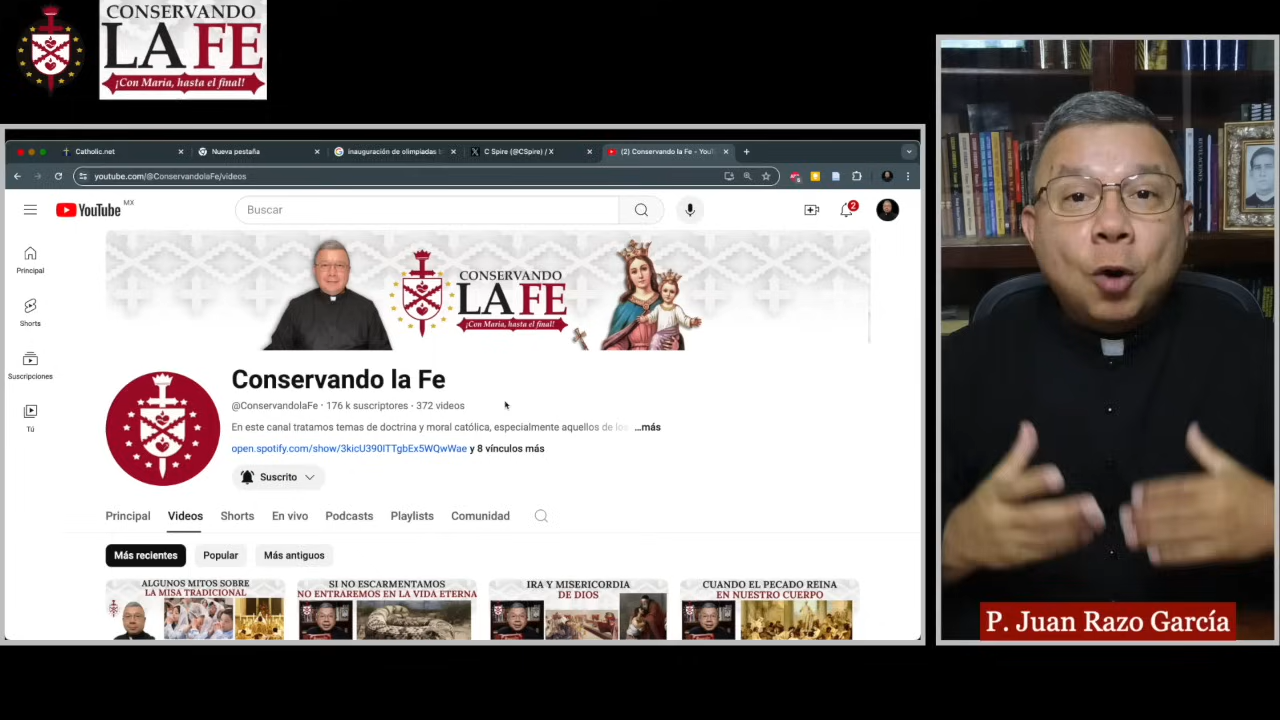 CONSERVANDO
LA FE
¡Con María, hasta el final!
Catholic.net
Nueva pestaña
inauguración de olimpiadas
C Spire (@CSpire) / X
(2) Conservando la Fe - You
youtube.com/@ConservandolaFe/videos
YouTube MX
Buscar
2
Principal
Shorts
Suscripciones
Tú
CONSERVANDO
LA FE
¡Con María, hasta el final!
Conservando la Fe
@ConservandolaFe · 176 k suscriptores · 372 videos
En este canal tratamos temas de doctrina y moral católica, especialmente aquellos de los ...más
open.spotify.com/show/3kicU390lTTgbEx5WQwWae y 8 vínculos más
Suscrito
Principal Videos Shorts En vivo Podcasts Playlists Comunidad
Más recientes Popular Más antiguos
ALGUNOS MITOS SOBRE
LA MISA TRADICIONAL
SI NO ESCARMENTAMOS
NO ENTRAREMOS EN LA VIDA ETERNA
IRA Y MISERICORDIA
DE DIOS
CUANDO EL PECADO REINA
EN NUESTRO CUERPO
P. Juan Razo García